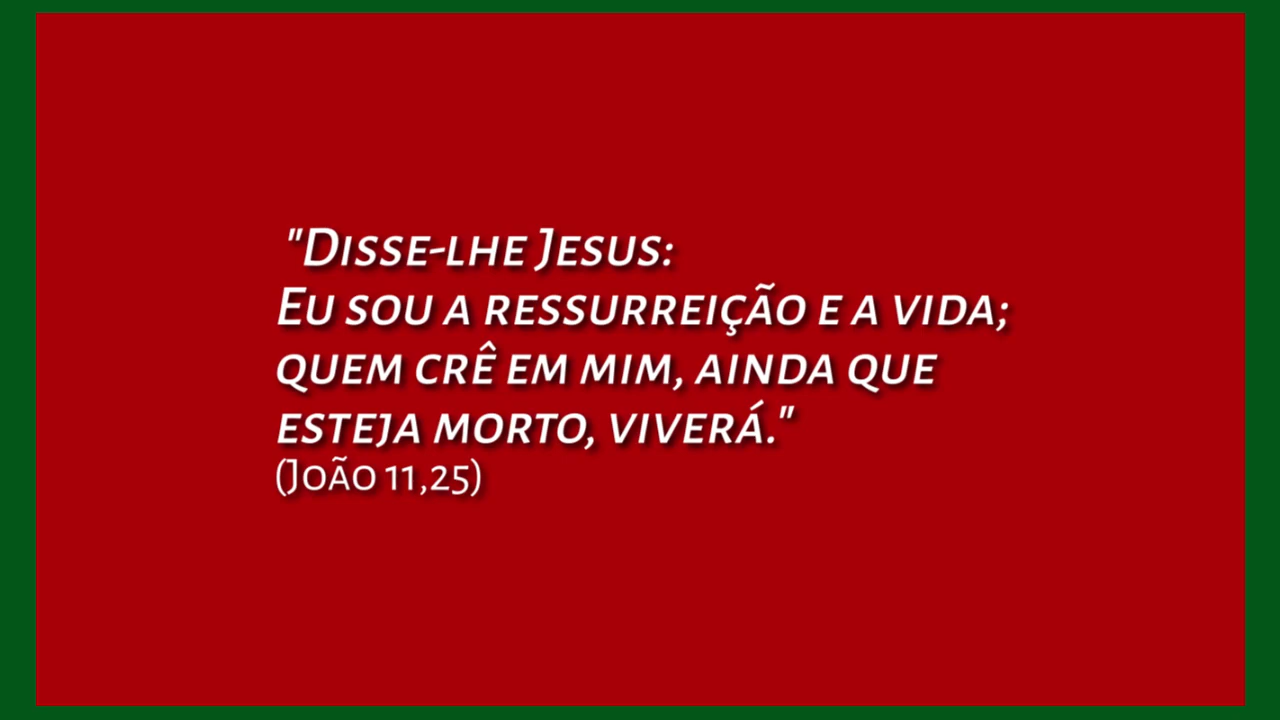 "Disse-lhe Jesus:
Eu sou a ressurreição e a vida;
quem crê em mim, ainda que
esteja morto, viverá."
(João 11,25)